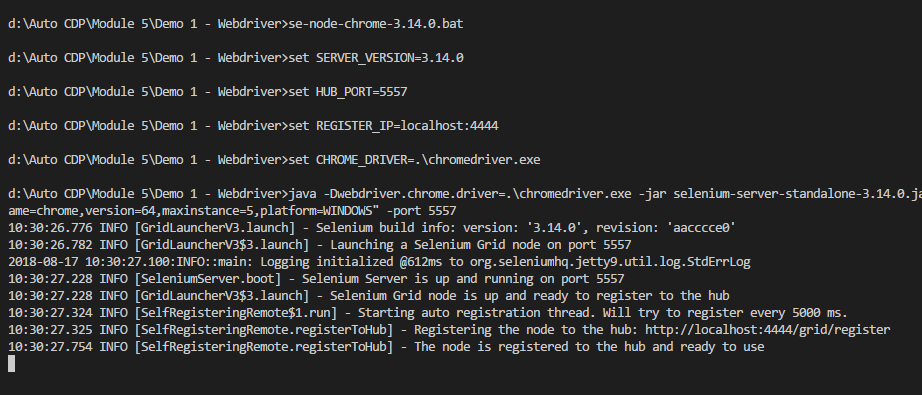 d:\Auto CDP\Module 5\Demo 1 - Webdriver>se-node-chrome-3.14.0.bat
d:\Auto CDP\Module 5\Demo 1 - Webdriver>set SERVER_VERSION=3.14.0
d:\Auto CDP\Module 5\Demo 1 - Webdriver>set HUB_PORT=5557
d:\Auto CDP\Module 5\Demo 1 - Webdriver>set REGISTER_IP=localhost:4444
d:\Auto CDP\Module 5\Demo 1 - Webdriver>set CHROME_DRIVER=.\chromedriver.exe
d:\Auto CDP\Module 5\Demo 1 - Webdriver>java -Dwebdriver.chrome.driver=.\chromedriver.exe -jar selenium-server-standalone-3.14.0.ja
ame=chrome,version=64,maxinstance=5,platform=WINDOWS" -port 5557
10:30:26.776 INFO [GridLauncherV3.launch] - Selenium build info: version: '3.14.0', revision: 'aacccce0'
10:30:26.782 INFO [GridLauncherV3$3.launch] - Launching a Selenium Grid node on port 5557
2018-08-17 10:30:27.100:INFO::main: Logging initialized @612ms to org.seleniumhq.jetty9.util.log.StdErrLog
10:30:27.228 INFO [SeleniumServer.boot] - Selenium Server is up and running on port 5557
10:30:27.228 INFO [GridLauncherV3$3.launch] - Selenium Grid node is up and ready to register to the hub
10:30:27.324 INFO [SelfRegisteringRemote$1.run] - Starting auto registration thread. Will try to register every 5000 ms.
10:30:27.325 INFO [SelfRegisteringRemote.registerToHub] - Registering the node to the hub: http://localhost:4444/grid/register
10:30:27.754 INFO [SelfRegisteringRemote.registerToHub] - The node is registered to the hub and ready to use